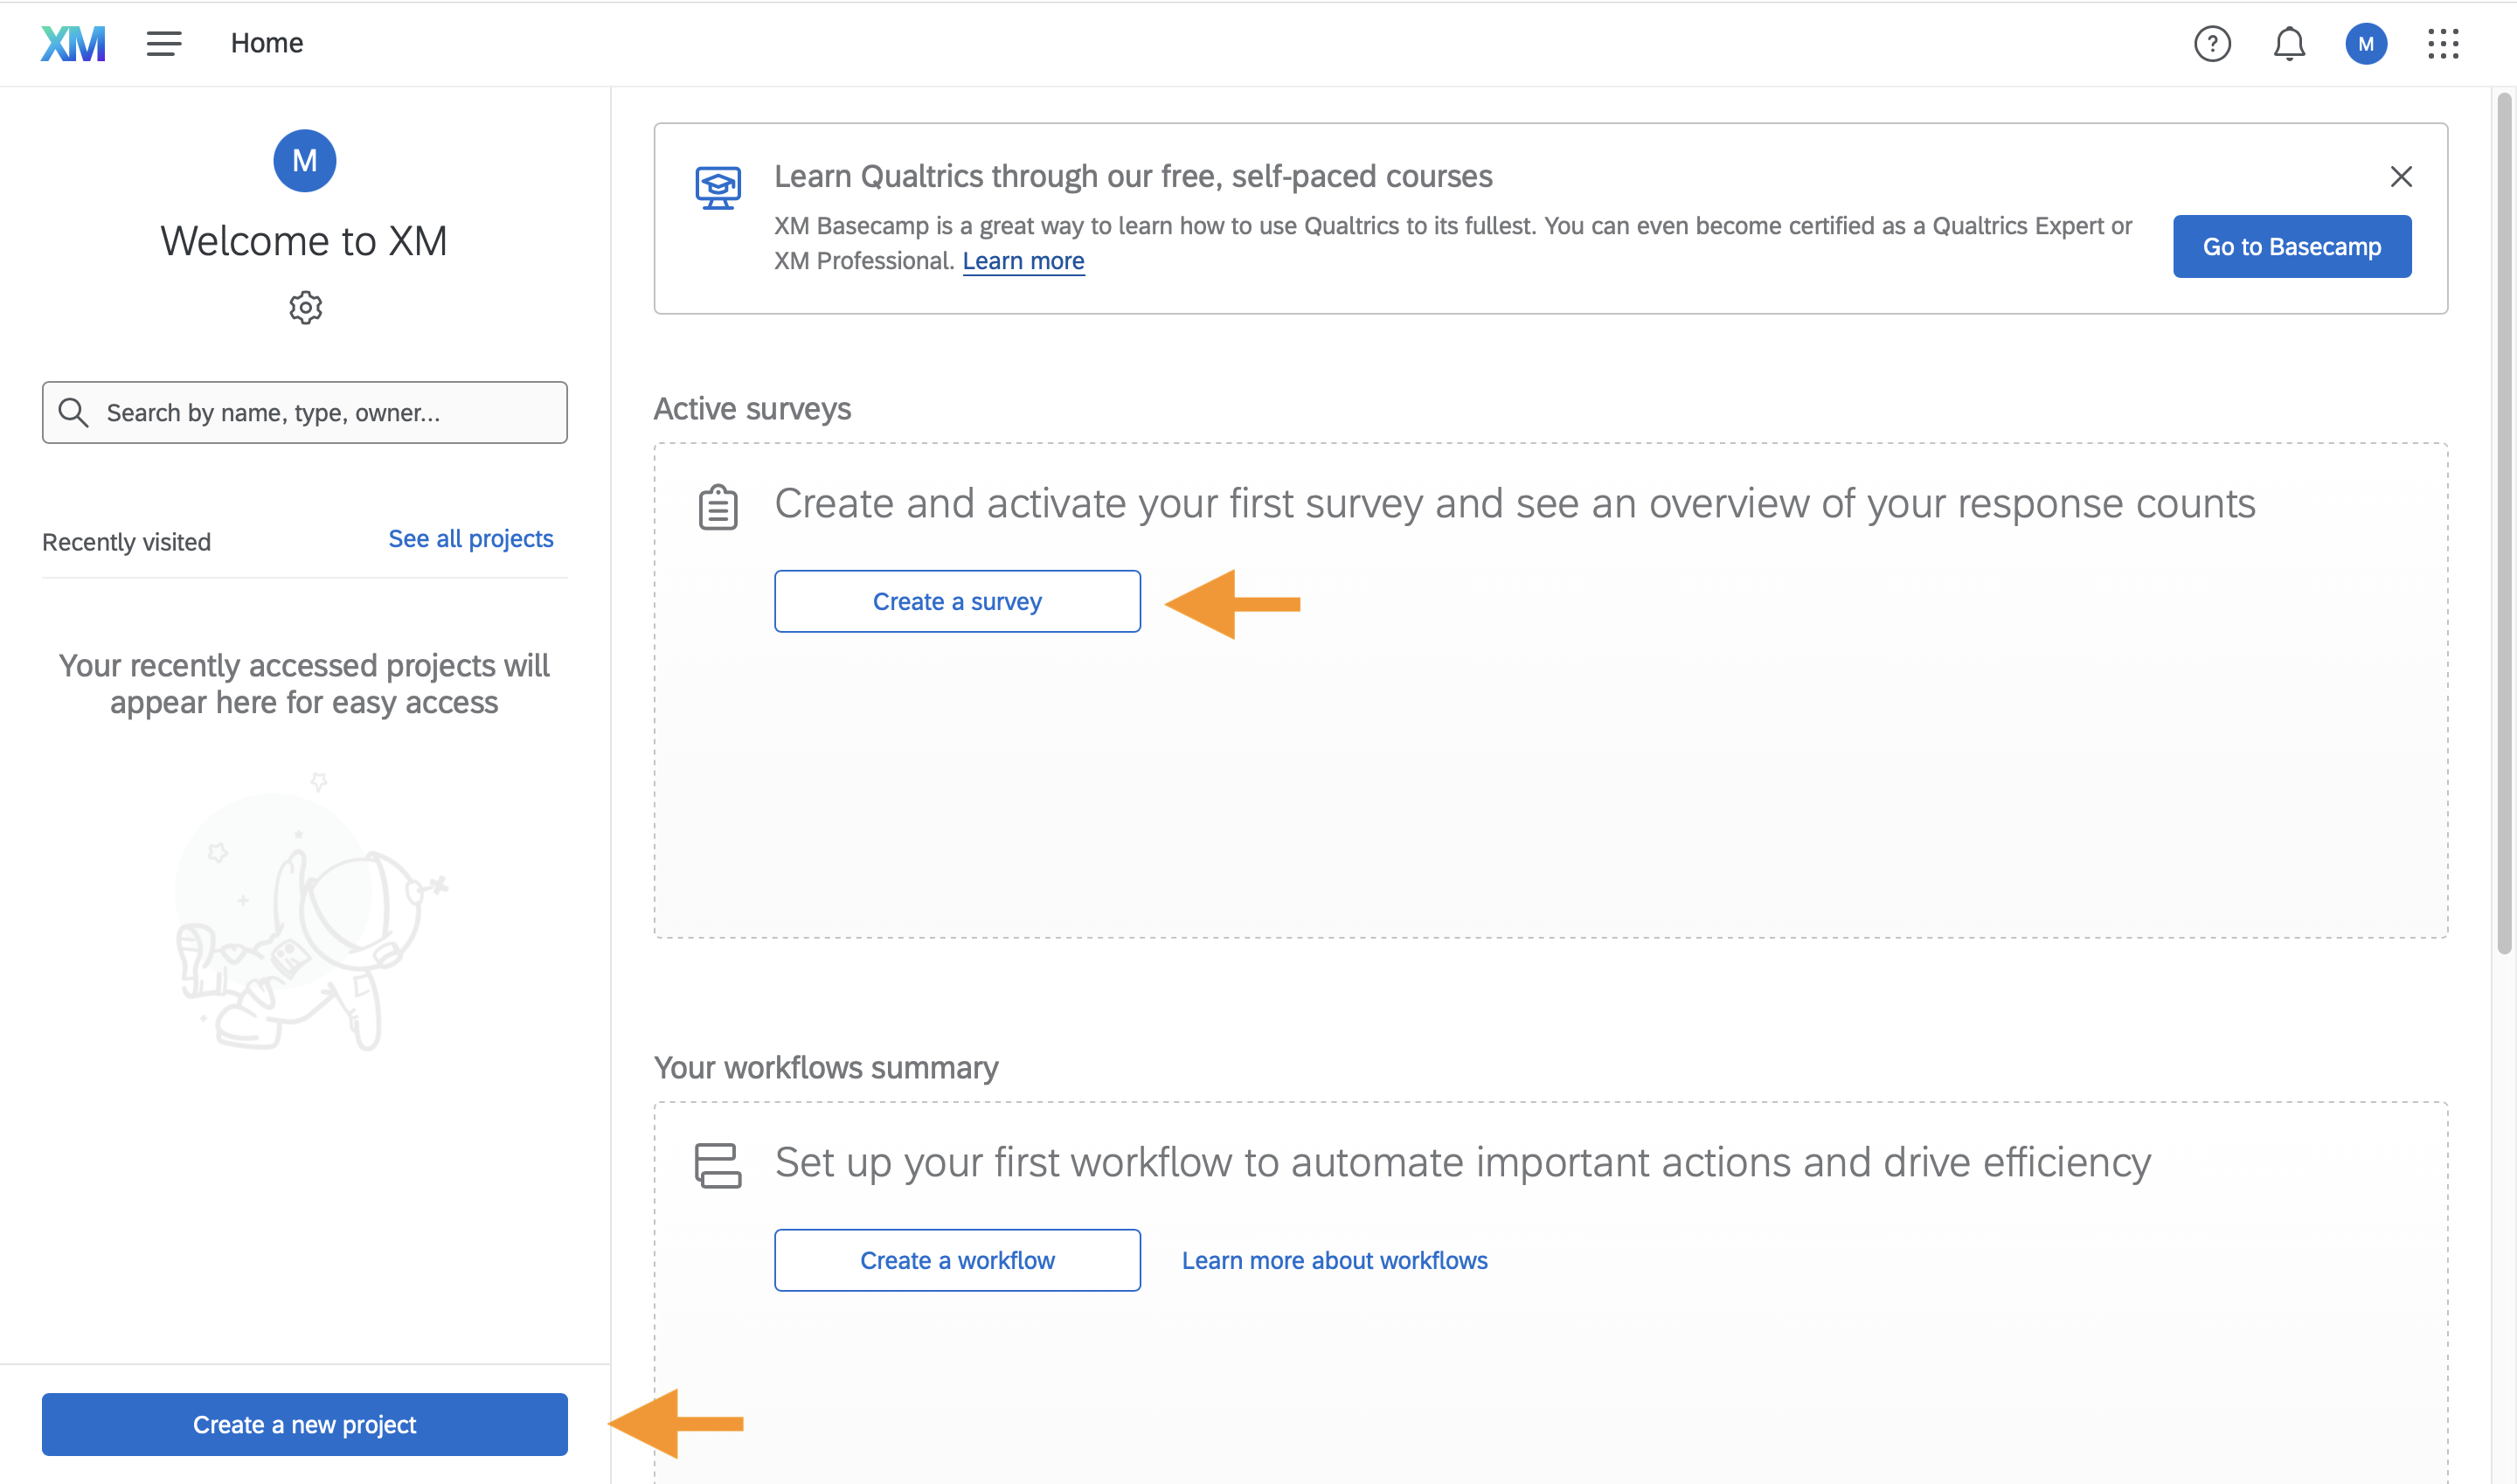 XM
Home
?
M
M
Welcome to XM
Search by name, type, owner...
Recently visited
See all projects
Your recently accessed projects will
appear here for easy access
Create a new project
Learn Qualtrics through our free, self-paced courses
XM Basecamp is a great way to learn how to use Qualtrics to its fullest. You can even become certified as a Qualtrics Expert or
XM Professional. Learn more
Go to Basecamp
Active surveys
Create and activate your first survey and see an overview of your response counts
Create a survey
Your workflows summary
Set up your first workflow to automate important actions and drive efficiency
Create a workflow
Learn more about workflows